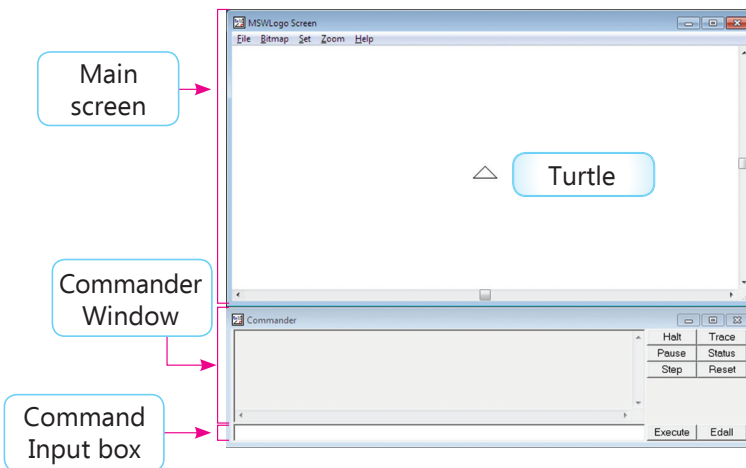 MSWLogo Screen
File Bitmap Set Zoom Help
Main
screen
Turtle
Commander
Window
Commander
Halt Trace
Pause Status
Step Reset
Command
Input box
Execute Edall